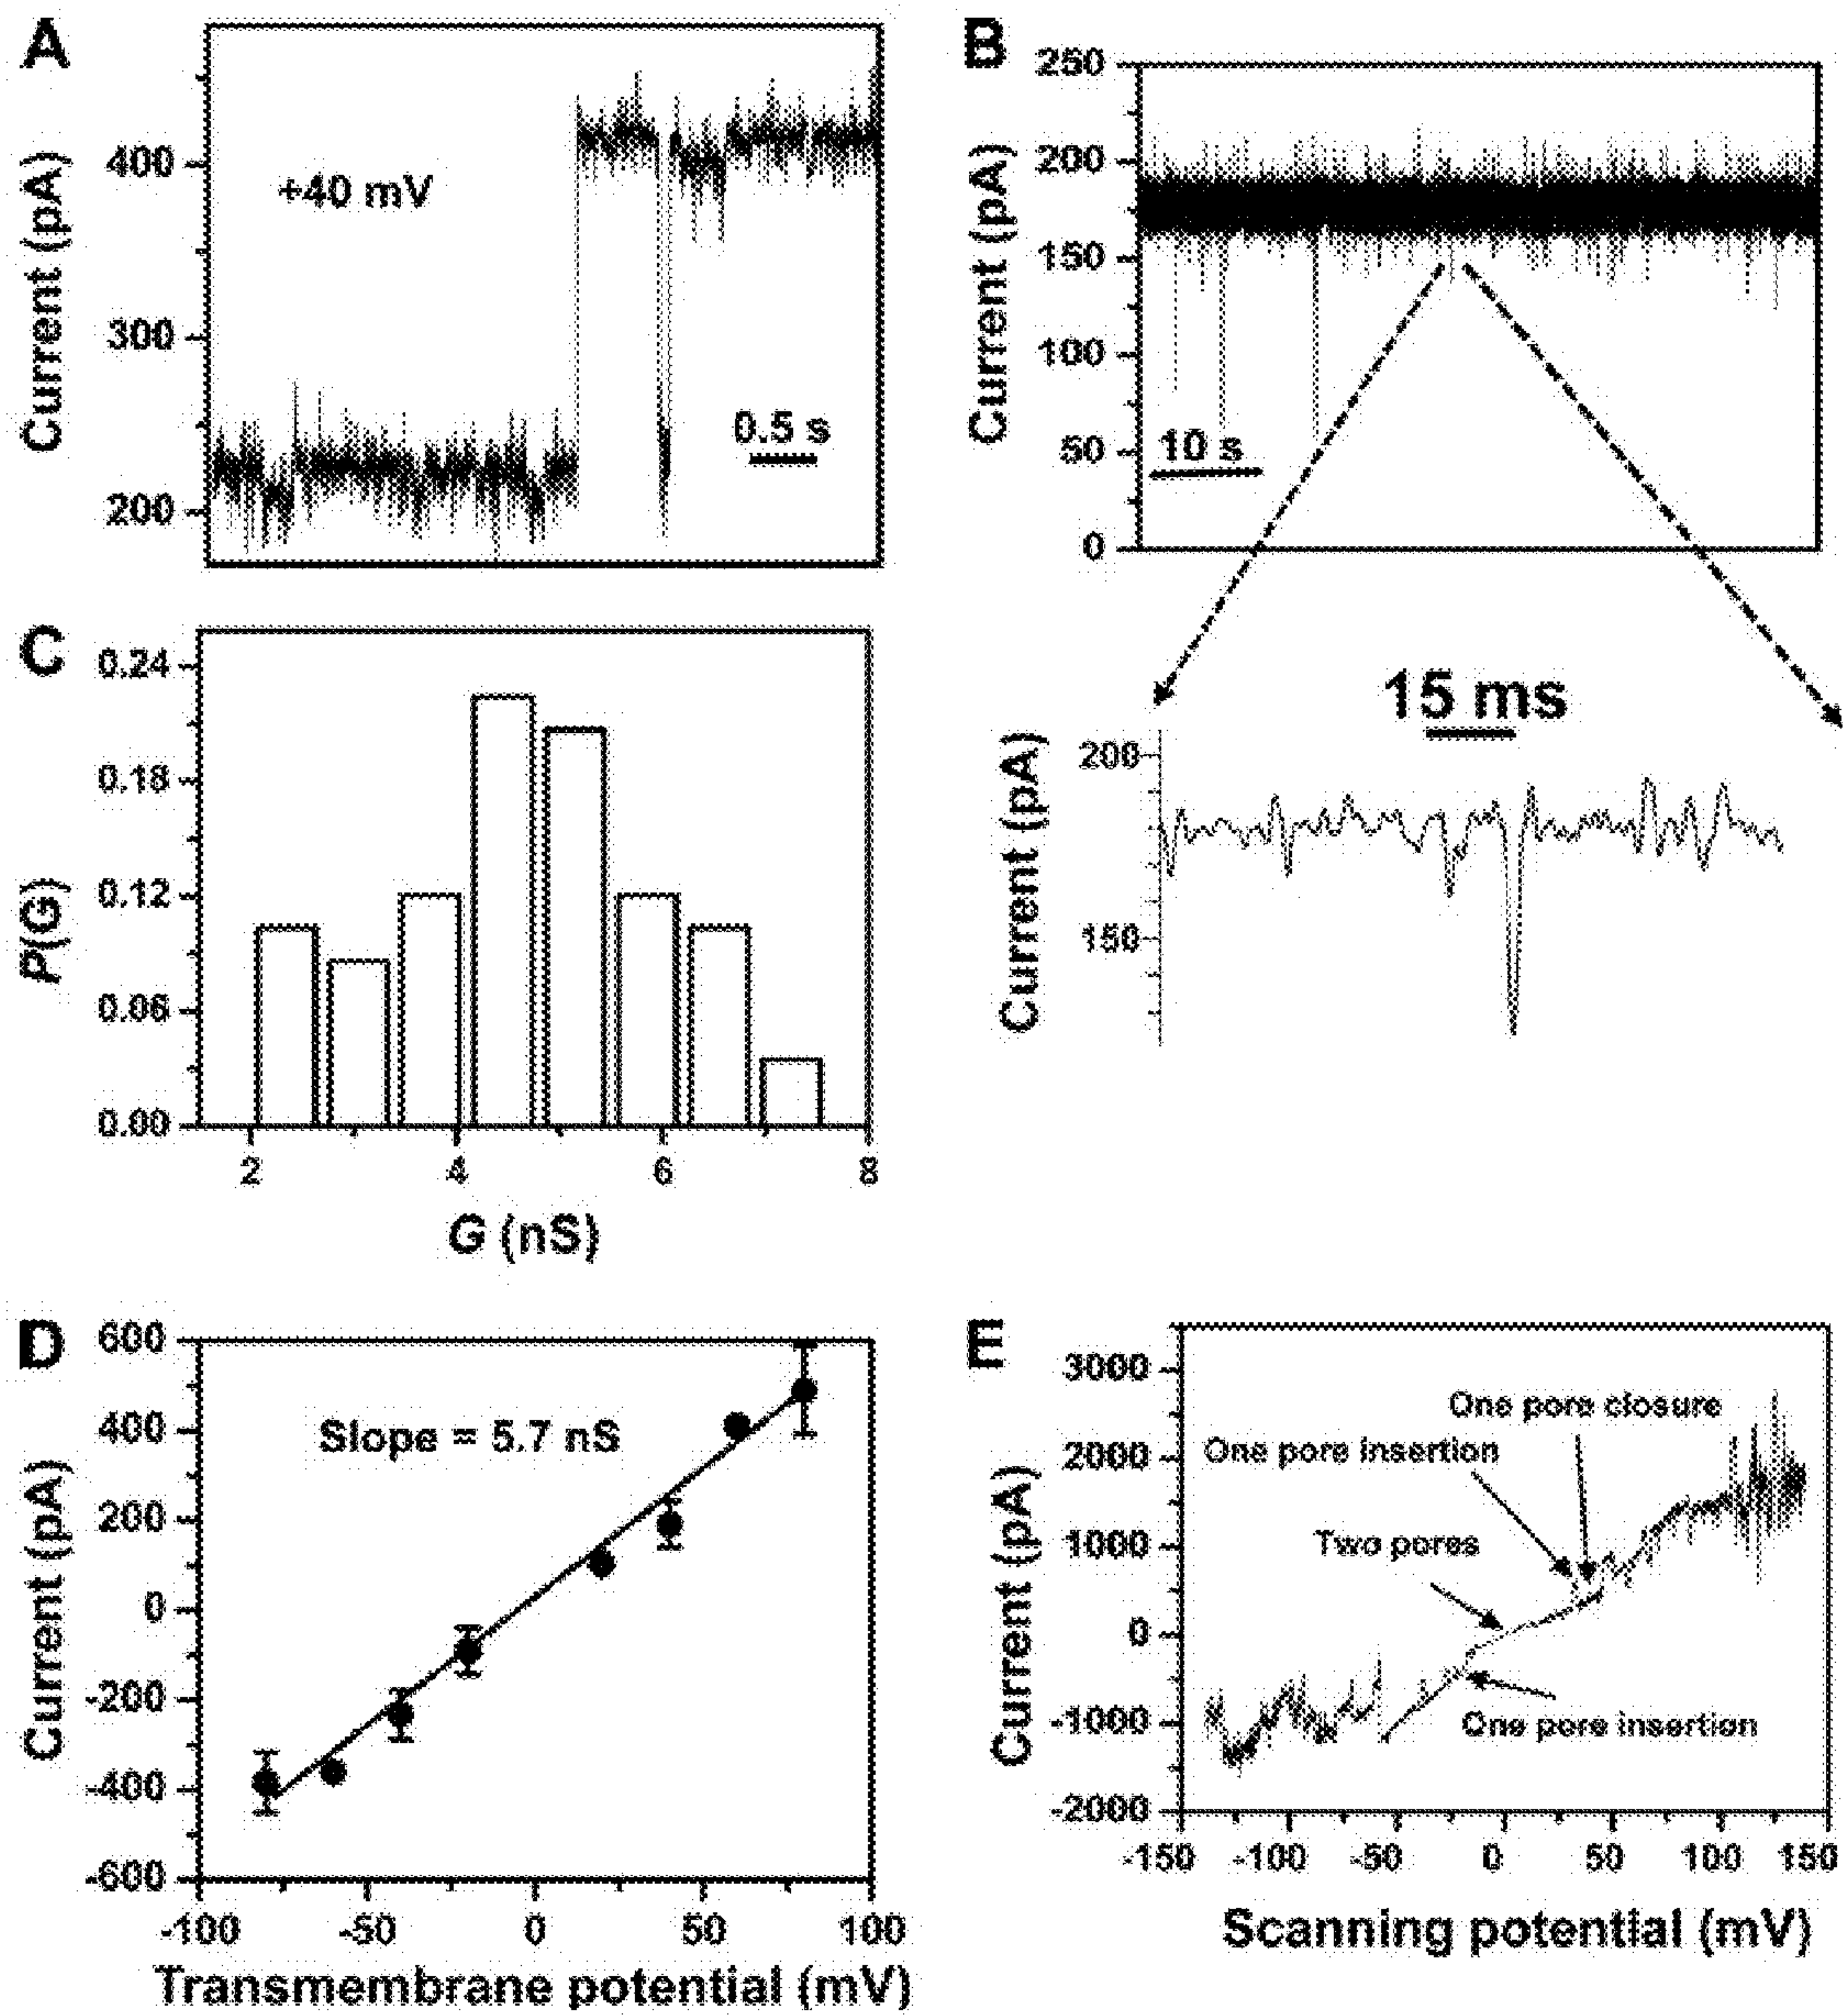 A
Current (pA)
400
300
200
+40 mV
0.5 s
B
Current (pA)
250
200
150
100
50
0
10 s
15 ms
Current (pA)
200
150
C
P(G)
0.24
0.18
0.12
0.06
0.00
2 4 6 8
G (nS)
D
Current (pA)
600
400
200
0
-200
-400
-600
Slope = 5.7 nS
-100 -50 0 50 100
Transmembrane potential (mV)
E
Current (pA)
3000
2000
1000
0
-1000
-2000
One pore closure
One pore insertion
Two pores
One pore insertion
-150 -100 -50 0 50 100 150
Scanning potential (mV)